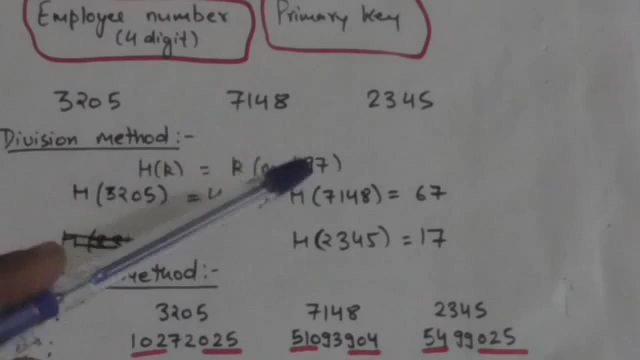 Employee number Primary key
(4 digit)
3205 7148 2345
Division method:-
H(k) = k 97)
H(3205) = H(7148) = 67
H(2345) = 17
method:-
3205 7148 2345
10272025 51093904 5499025